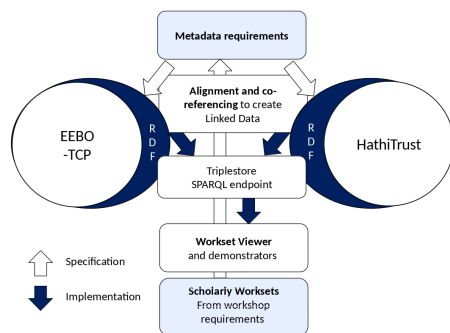 Metadata requirements
Alignment and co-
referencing to create
Linked Data
EEBO
-TCP
R
D
F
R
D
F
HathiTrust
Triplestore
SPARQL endpoint
Workset Viewer
and demonstrators
Specification
Implementation
Scholarly Worksets
From workshop
requirements